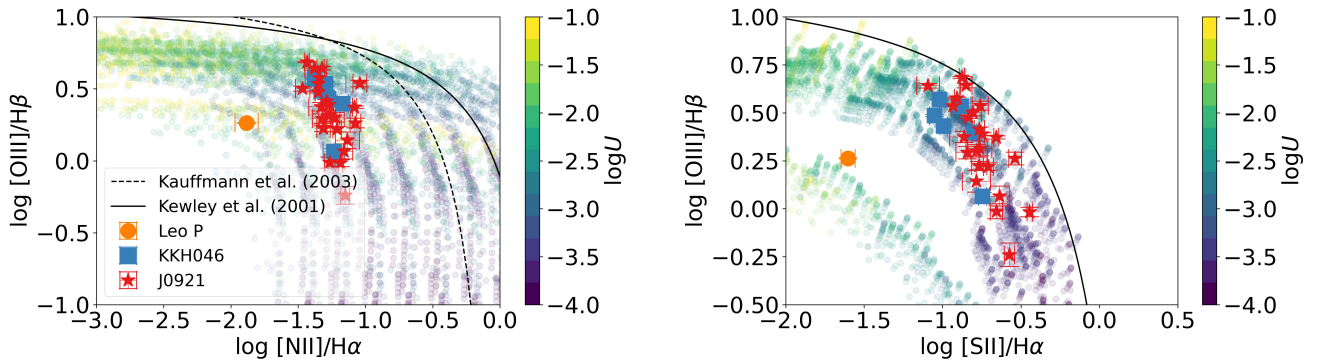 1.0
0.5
0.0
−0.5
−1.0
log [OIII]/Hβ
−3.0 −2.5 −2.0 −1.5 −1.0 −0.5 0.0
log [NII]/Hα
Kauffmann et al. (2003)
Kewley et al. (2001)
Leo P
KKH046
J0921
−1.0
−1.5
−2.0
−2.5
−3.0
−3.5
−4.0
logU
1.00
0.75
0.50
0.25
0.00
−0.25
−0.50
log [OIII]/Hβ
−2.0 −1.5 −1.0 −0.5 0.0 0.5
log [SII]/Hα
−1.0
−1.5
−2.0
−2.5
−3.0
−3.5
−4.0
logU